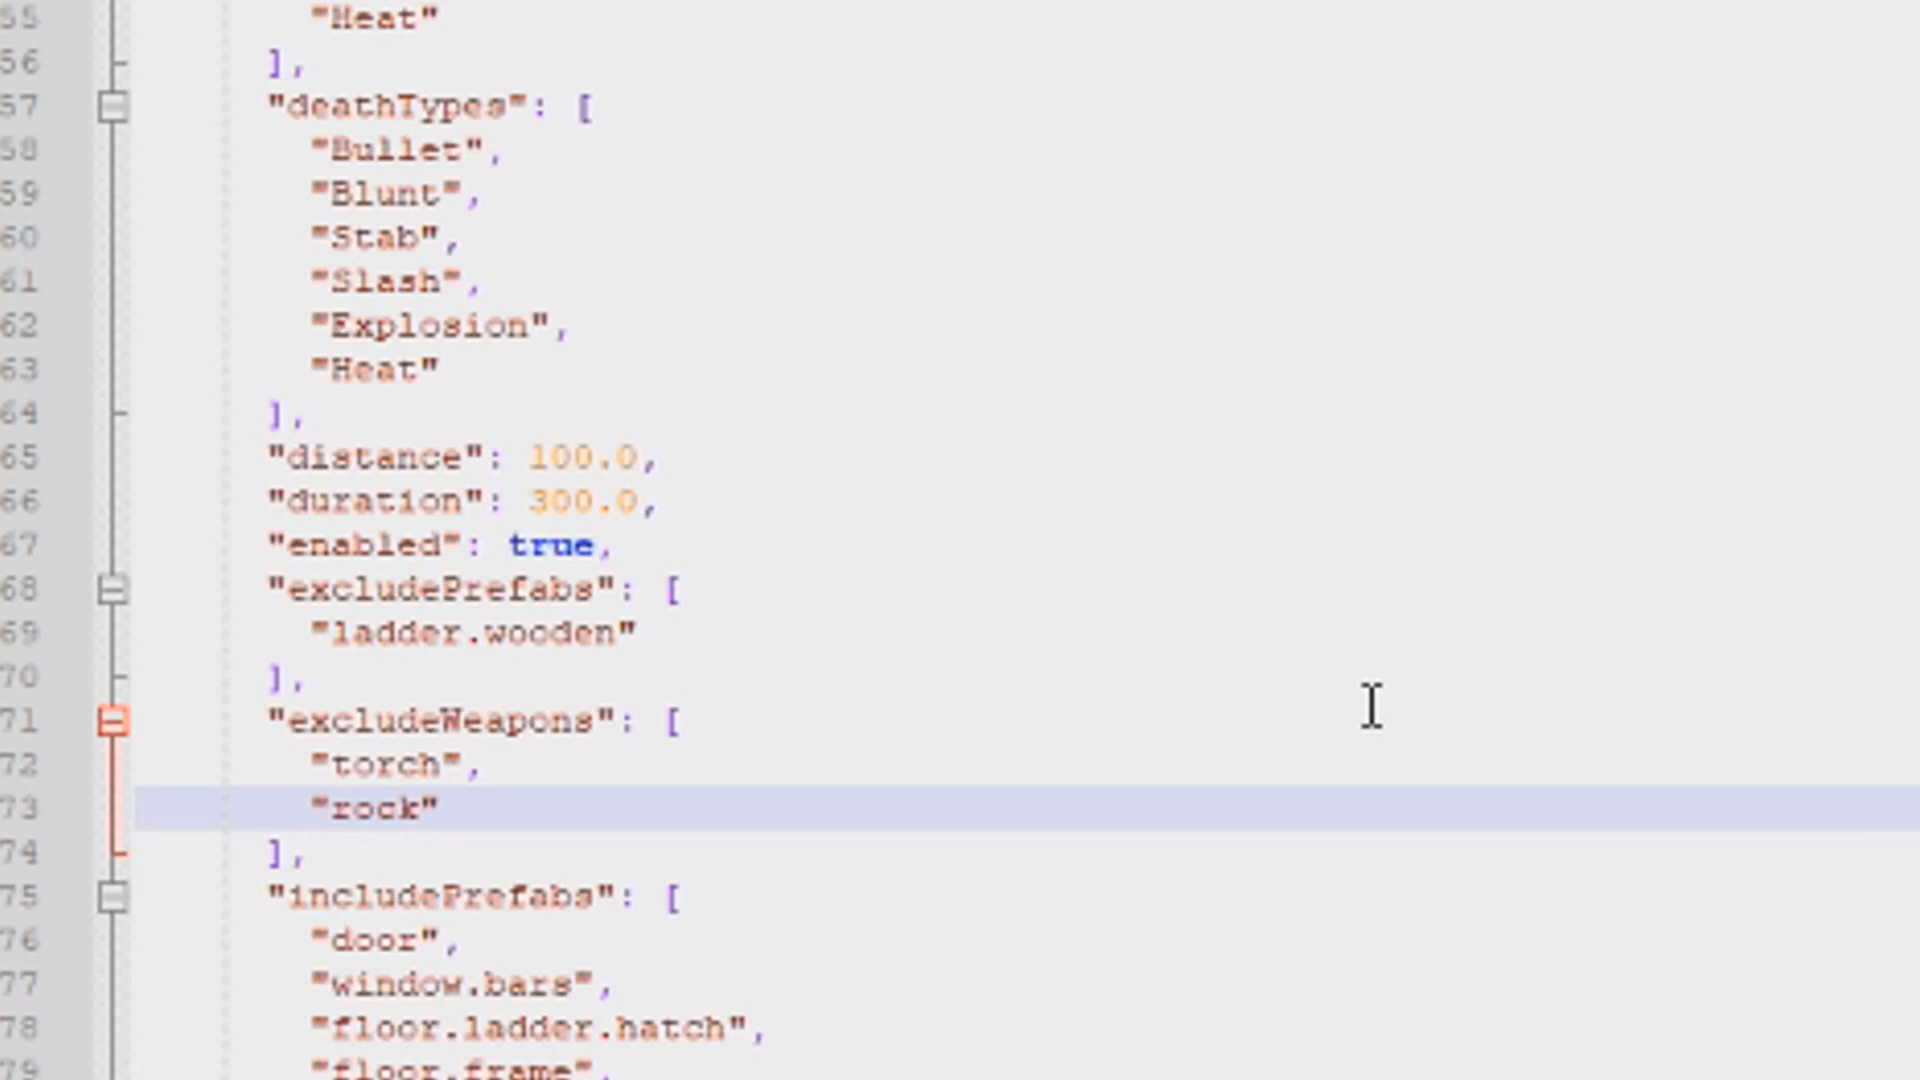 55 "Heat"
56 ],
57 "deathTypes": [
58 "Bullet",
59 "Blunt",
60 "Stab",
61 "Slash",
62 "Explosion",
63 "Heat"
64 ],
65 "distance": 100.0,
66 "duration": 300.0,
67 "enabled": true,
68 "excludePrefabs": [
69 "ladder.wooden"
70 ],
71 "excludeWeapons": [
72 "torch",
73 "rock"
74 ],
75 "includePrefabs": [
76 "door",
77 "window.bars",
78 "floor.ladder.hatch",
79 "floor.frame",